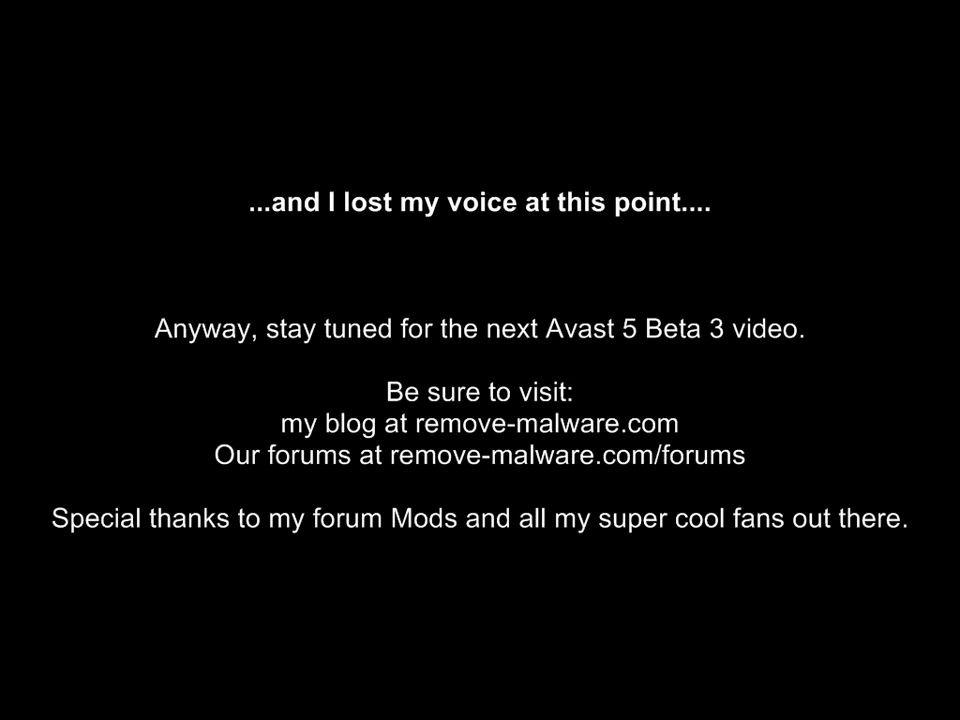 ...and I lost my voice at this point....
Anyway, stay tuned for the next Avast 5 Beta 3 video.
Be sure to visit:
my blog at remove-malware.com
Our forums at remove-malware.com/forums
Special thanks to my forum Mods and all my super cool fans out there.